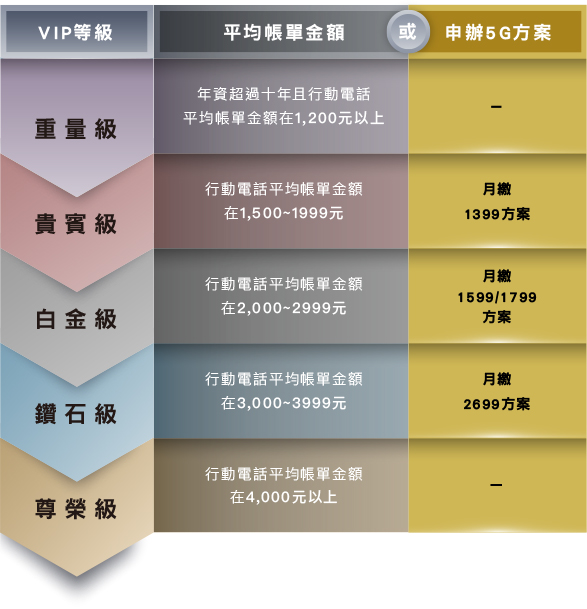 VIP等級
平均帳單金額
或
申辦5G方案
重量級
年資超過十年且行動電話
平均帳單金額在1,200元以上
–
貴賓級
行動電話平均帳單金額
在1,500~1999元
月繳
1399方案
白金級
行動電話平均帳單金額
在2,000~2999元
月繳
1599/1799
方案
鑽石級
行動電話平均帳單金額
在3,000~3999元
月繳
2699方案
尊榮級
行動電話平均帳單金額
在4,000元以上
–